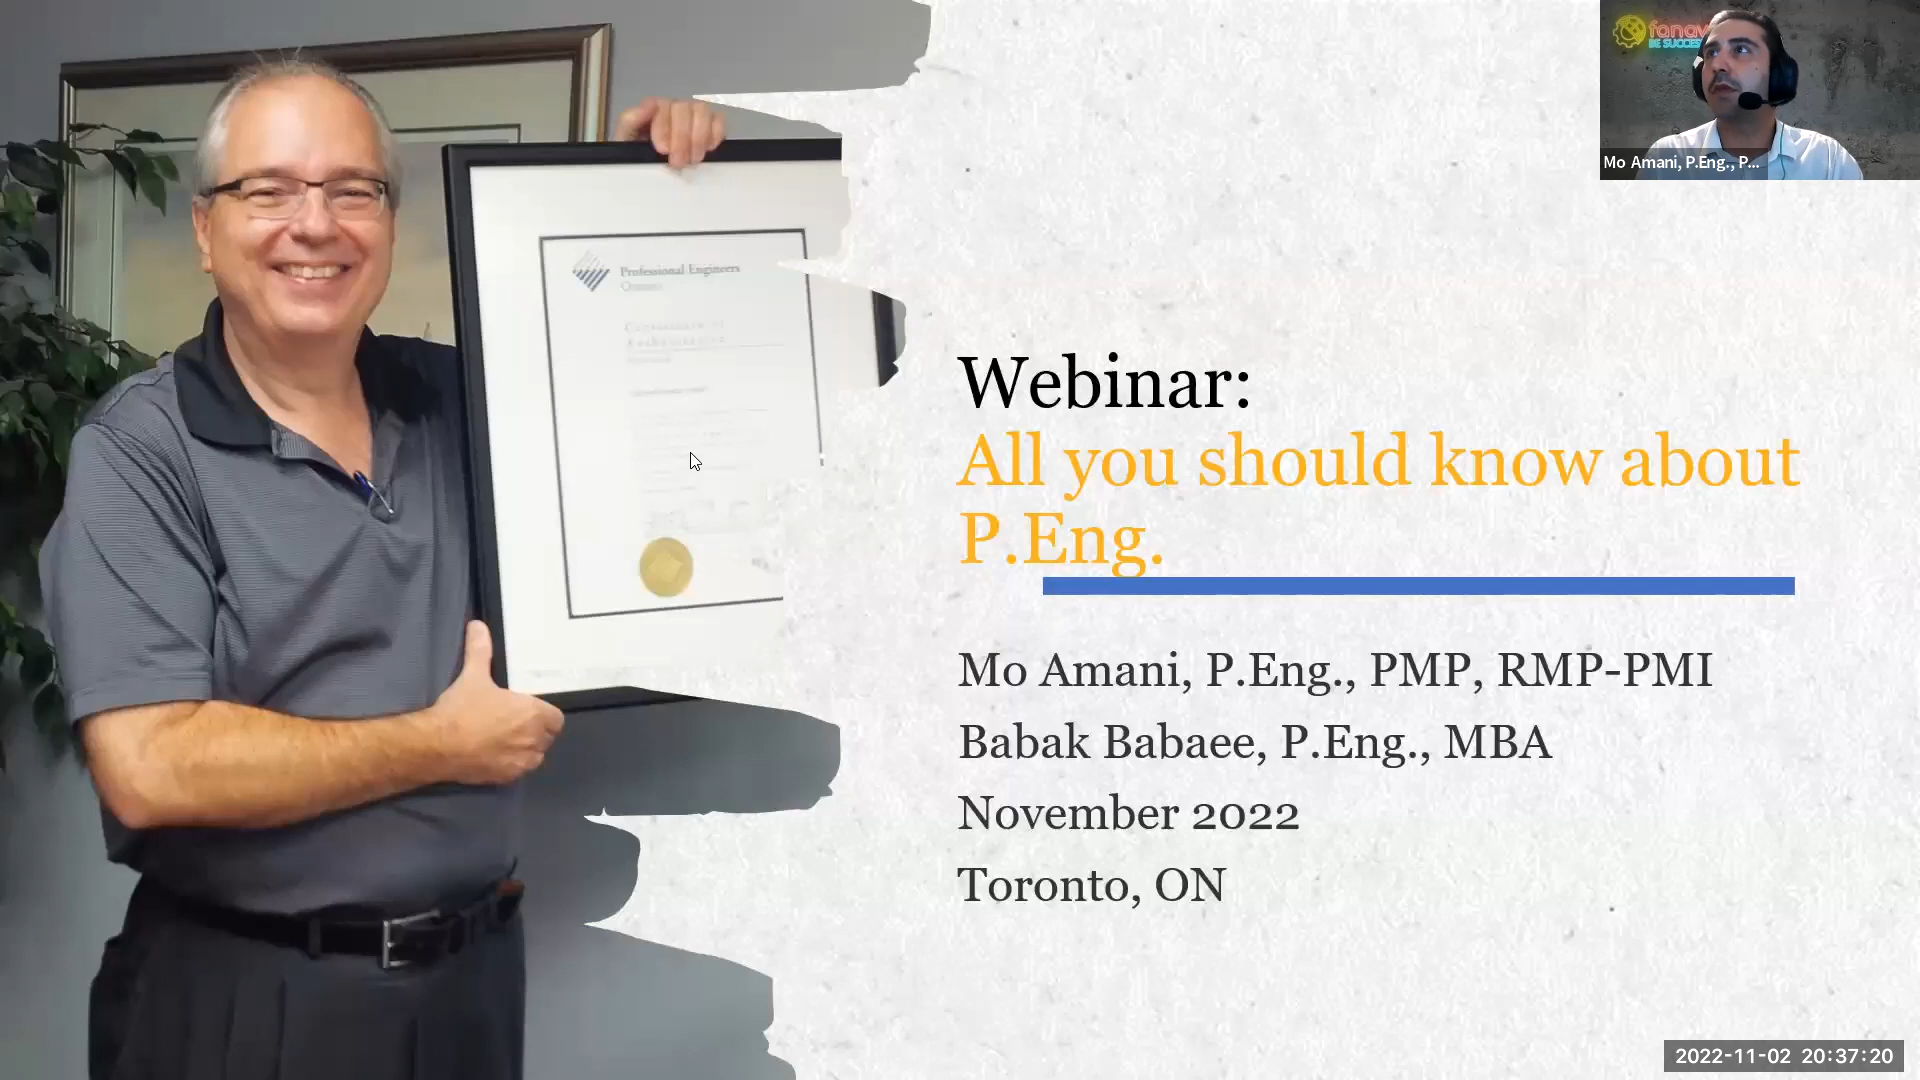 Mo Amani, P.Eng., P...
Professional Engineers
Webinar:
All you should know about
P.Eng.
Mo Amani, P.Eng., PMP, RMP-PMI
Babak Babaee, P.Eng., MBA
November 2022
Toronto, ON
2022-11-02 20:37:20